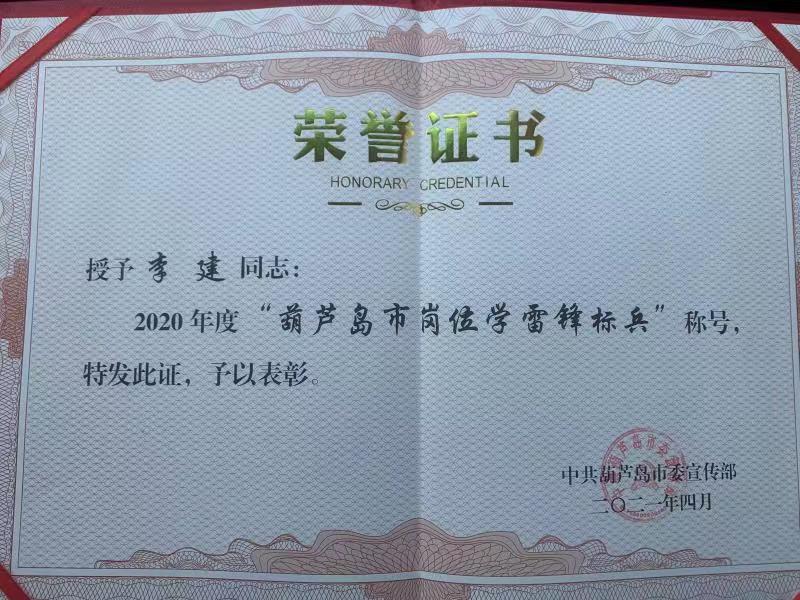 荣誉证书
HONORARY CREDENTIAL
授予李建同志：
2020年度“葫芦岛市岗位学雷锋标兵”称号，
特发此证，予以表彰。
中共葫芦岛市委宣传部
二〇二一年四月